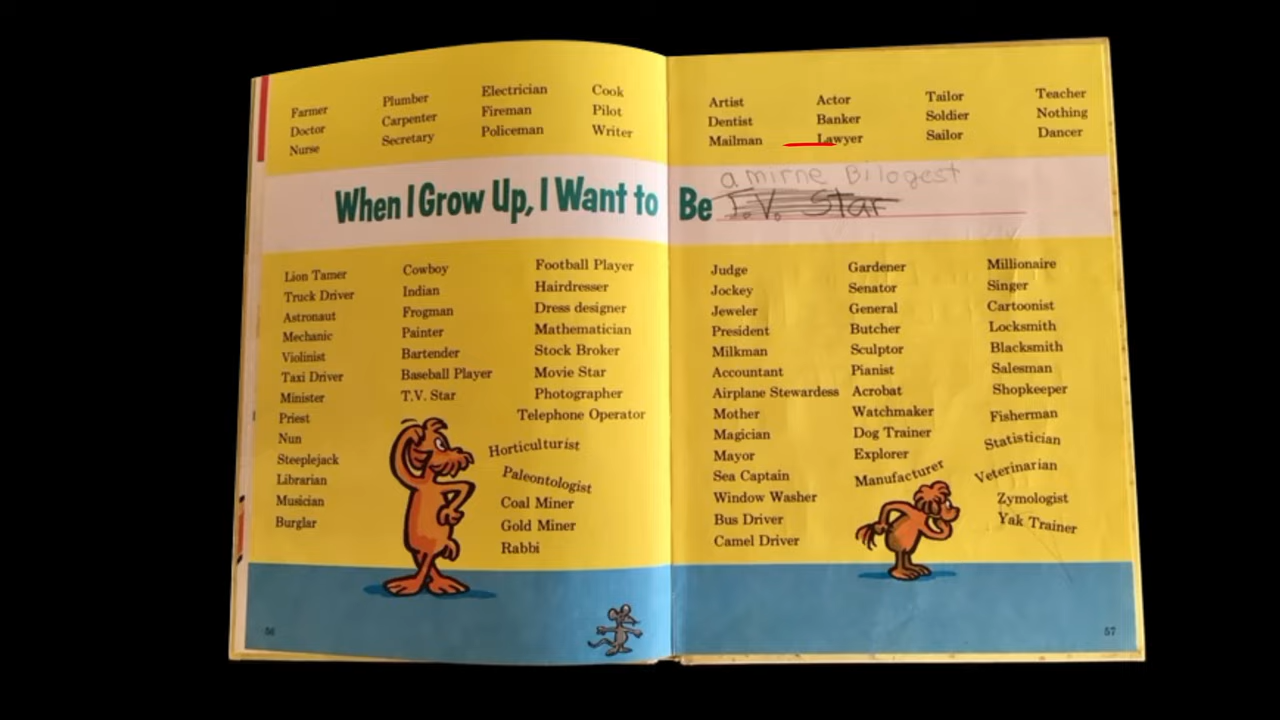 Farmer Plumber Electrician Cook
Doctor Carpenter Fireman Pilot
Nurse Secretary Policeman Writer
Artist Actor Tailor Teacher
Dentist Banker Soldier Nothing
Mailman Lawyer Sailor Dancer
a mirne Bilogest
When I Grow Up, I Want to Be T.V. Star
Lion Tamer Cowboy Football Player
Truck Driver Indian Hairdresser
Astronaut Frogman Dress designer
Mechanic Painter Mathematician
Violinist Bartender Stock Broker
Taxi Driver Baseball Player Movie Star
Minister T.V. Star Photographer
Priest Telephone Operator
Nun Horticulturist
Steeplejack Paleontologist
Librarian Coal Miner
Musician Gold Miner
Burglar Rabbi
Judge Gardener Millionaire
Jockey Senator Singer
Jeweler General Cartoonist
President Butcher Locksmith
Milkman Sculptor Blacksmith
Accountant Pianist Salesman
Airplane Stewardess Acrobat Shopkeeper
Mother Watchmaker Fisherman
Magician Dog Trainer Statistician
Mayor Explorer Veterinarian
Sea Captain Manufacturer Zymologist
Window Washer Yak Trainer
Bus Driver
Camel Driver
56
57